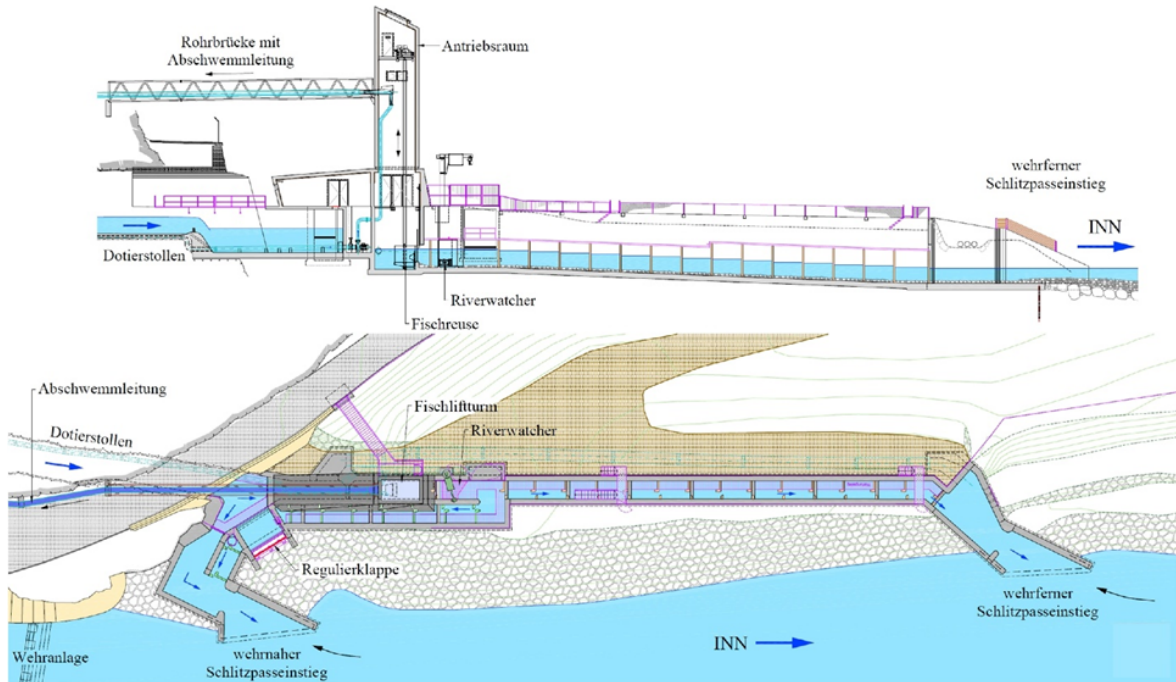 Rohrbrücke mit
Abschwemmleitung
Antriebsraum
wehrferner
Schlitzpasseinstieg
INN
Dotierstollen
Riverwatcher
Fischreuse
Abschwemmleitung
Fischliftturm
Riverwatcher
Dotierstollen
Regulierklappe
wehrferner
Schlitzpasseinstieg
INN
Wehranlage
wehrnaher
Schlitzpasseinstieg